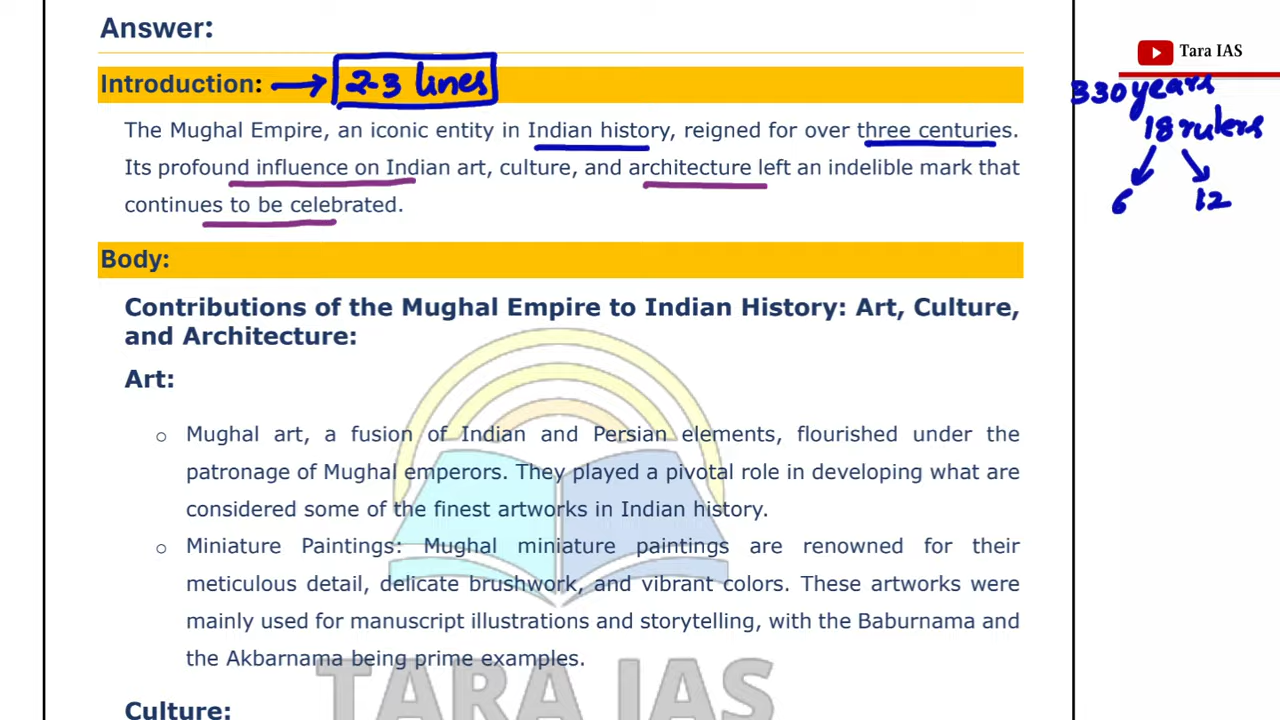 Answer:
Tara IAS
Introduction: → 2-3 lines
330 years
18 rulers
6 12
The Mughal Empire, an iconic entity in Indian history, reigned for over three centuries.
Its profound influence on Indian art, culture, and architecture left an indelible mark that
continues to be celebrated.
Body:
Contributions of the Mughal Empire to Indian History: Art, Culture,
and Architecture:
Art:
o Mughal art, a fusion of Indian and Persian elements, flourished under the
patronage of Mughal emperors. They played a pivotal role in developing what are
considered some of the finest artworks in Indian history.
o Miniature Paintings: Mughal miniature paintings are renowned for their
meticulous detail, delicate brushwork, and vibrant colors. These artworks were
mainly used for manuscript illustrations and storytelling, with the Baburnama and
the Akbarnama being prime examples.
TARA IAS
Culture: